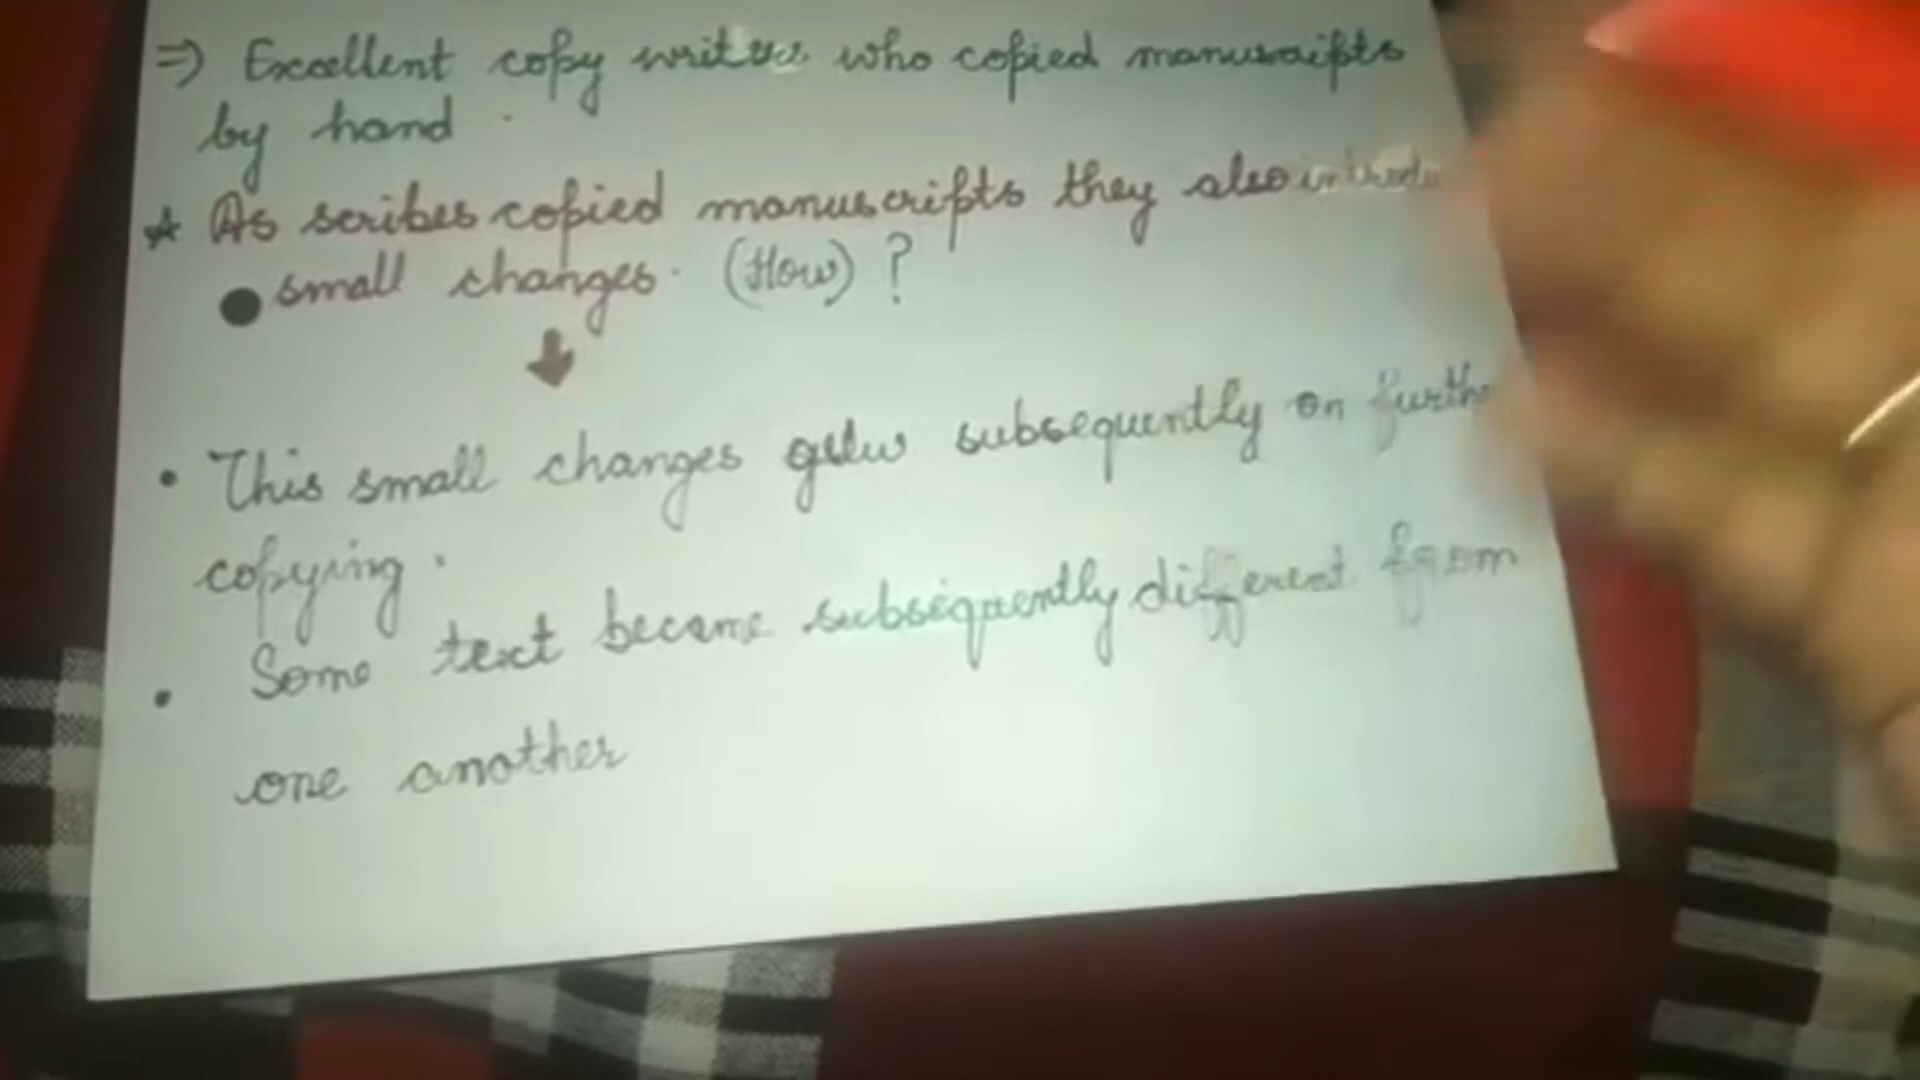 => Excellent copy writers who copied manuscripts
by hand.
* As scribes copied manuscripts they also
small changes. (How) ?
• This small changes grew subsequently on
copying.
• Some text became subsequently different from
one another